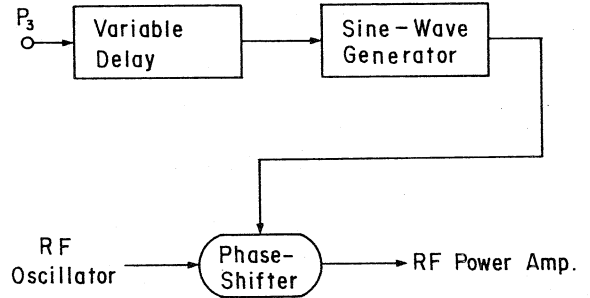 P3
Variable
Delay
Sine-Wave
Generator
RF
Oscillator
Phase-
Shifter
RF Power Amp.